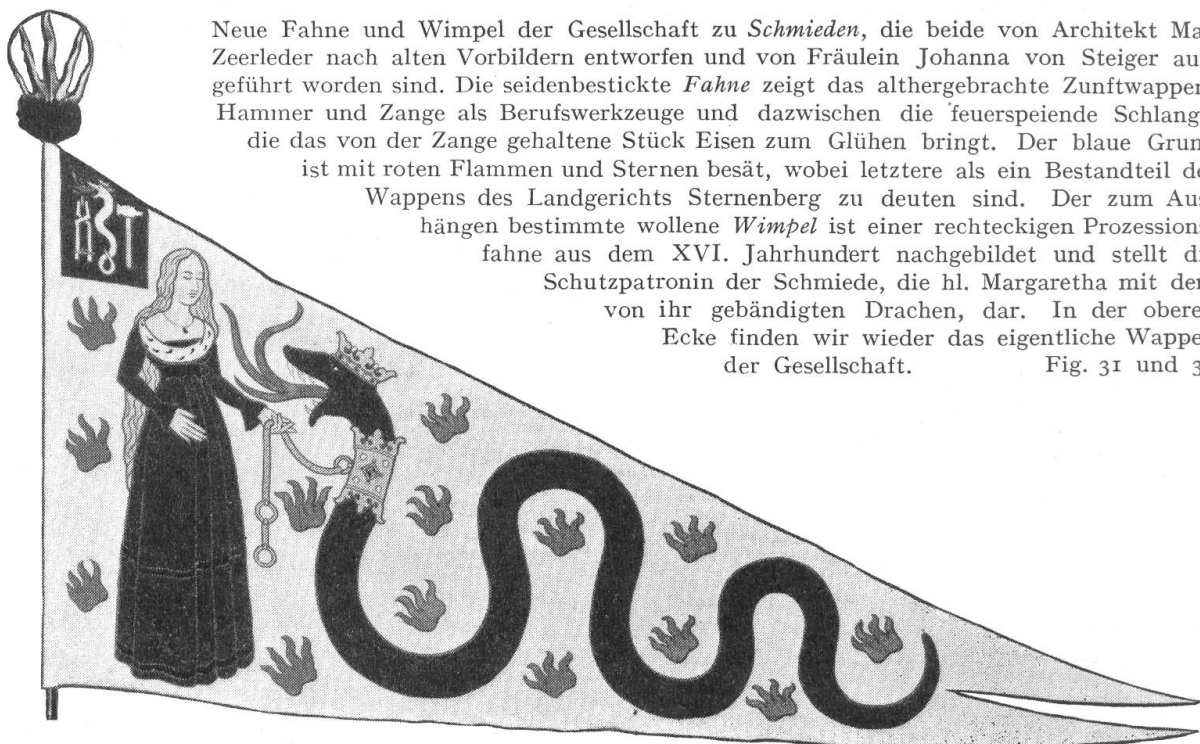 Neue Fahne und Wimpel der Gesellschaft zu Schmieden, die beide von Architekt
Zeerleder nach alten Vorbildern entworfen und von Fräulein Johanna von Steiger
geführt worden sind. Die seidenbestickte Fahne zeigt das althergebrachte
Hammer und Zange als Berufswerkzeuge und dazwischen die feuerspeiende
die das von der Zange gehaltene Stück Eisen zum Glühen bringt. Der blaue
ist mit roten Flammen und Sternen besät, wobei letztere als ein Bestandteil
Wappens des Landgerichts Sternenberg zu deuten sind. Der zum
hängen bestimmte wollene Wimpel ist einer rechteckigen
fahne aus dem XVI. Jahrhundert nachgebildet und stellt
Schutzpatronin der Schmiede, die hl. Margaretha mit
von ihr gebändigten Drachen, dar. In der
Ecke finden wir wieder das eigentliche
der Gesellschaft. Fig. 31 und